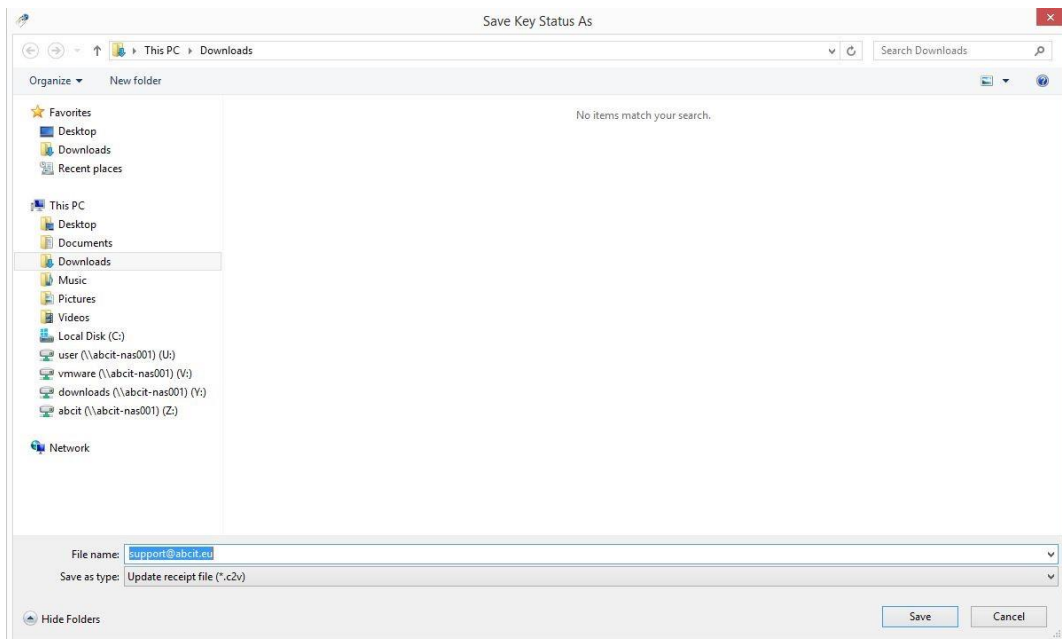 Save Key Status As
This PC Downloads
Search Downloads
Organize New folder
No items match your search.
Favorites
Desktop
Downloads
Recent places
This PC
Desktop
Documents
Downloads
Music
Pictures
Videos
Local Disk (C:)
user (\\abcit-nas001) (U:)
vmware (\\abcit-nas001) (V:)
downloads (\\abcit-nas001) (Y:)
abcit (\\abcit-nas001) (Z:)
Network
File name: support@abcit.eu
Save as type: Update receipt file (*.c2v)
Hide Folders
Save Cancel